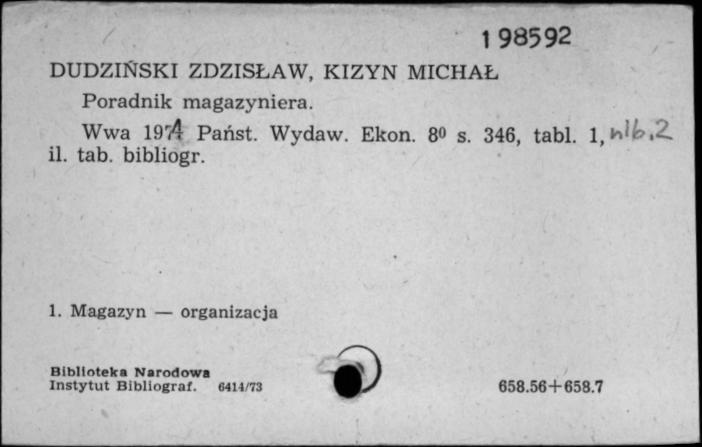 198592
DUDZIŃSKI ZDZISŁAW, KIZYN MICHAŁ
Poradnik magazyniera.
Wwa 1974 Państ. Wydaw. Ekon. 8⁰ s. 346, tabl. 1, nlb. 2
il. tab. bibliogr.
1. Magazyn — organizacja
Biblioteka Narodowa
Instytut Bibliograf. 6414/73
658.56+658.7